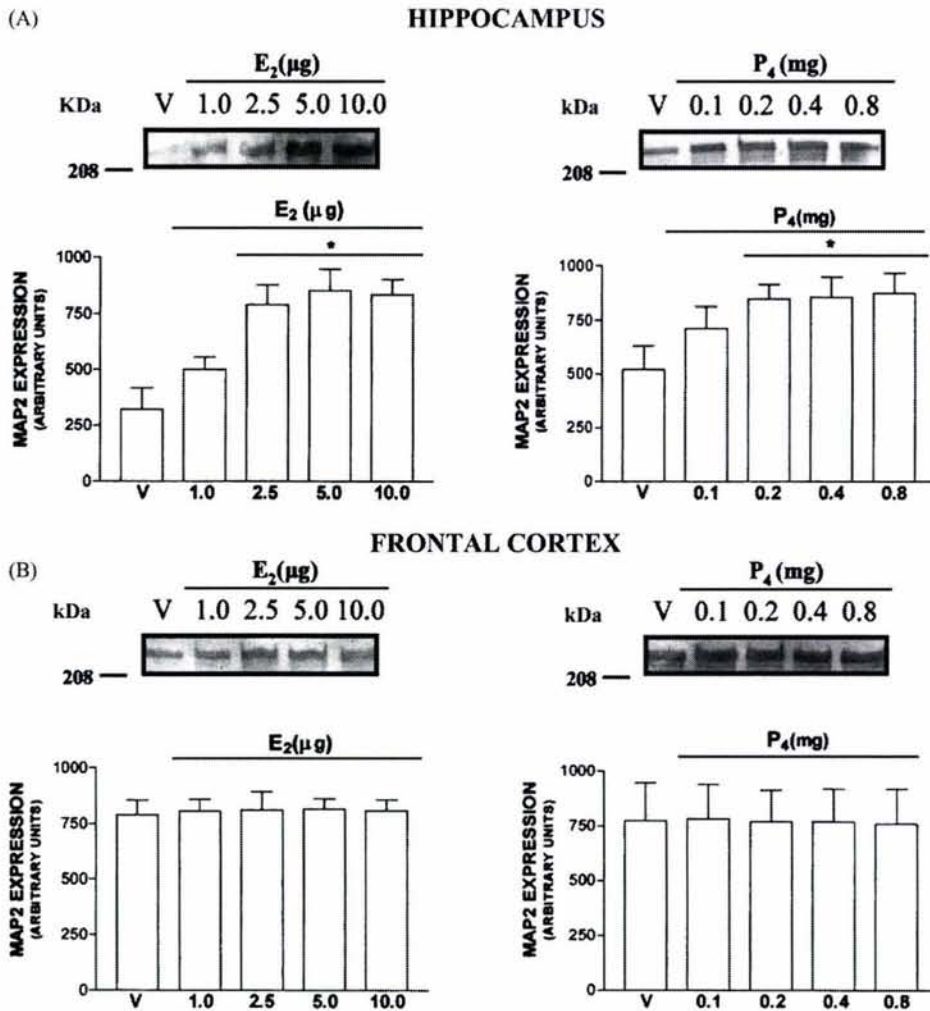 (A)
HIPPOCAMPUS
E₂(μg)
KDa V 1.0 2.5 5.0 10.0
208
E₂ (μg)
*
MAP2 EXPRESSION
(ARBITRARY UNITS)
1000
750
500
250
0
V 1.0 2.5 5.0 10.0
P₄ (mg)
kDa V 0.1 0.2 0.4 0.8
208
P₄(mg)
*
MAP2 EXPRESSION
(ARBITRARY UNITS)
1000
750
500
250
0
V 0.1 0.2 0.4 0.8
FRONTAL CORTEX
(B)
E₂(μg)
kDa V 1.0 2.5 5.0 10.0
208
E₂(μg)
MAP2 EXPRESSION
(ARBITRARY UNITS)
1000
750
500
250
0
V 1.0 2.5 5.0 10.0
P₄ (mg)
kDa V 0.1 0.2 0.4 0.8
208
P₄(mg)
MAP2 EXPRESSION
(ARBITRARY UNITS)
1000
750
500
250
0
V 0.1 0.2 0.4 0.8